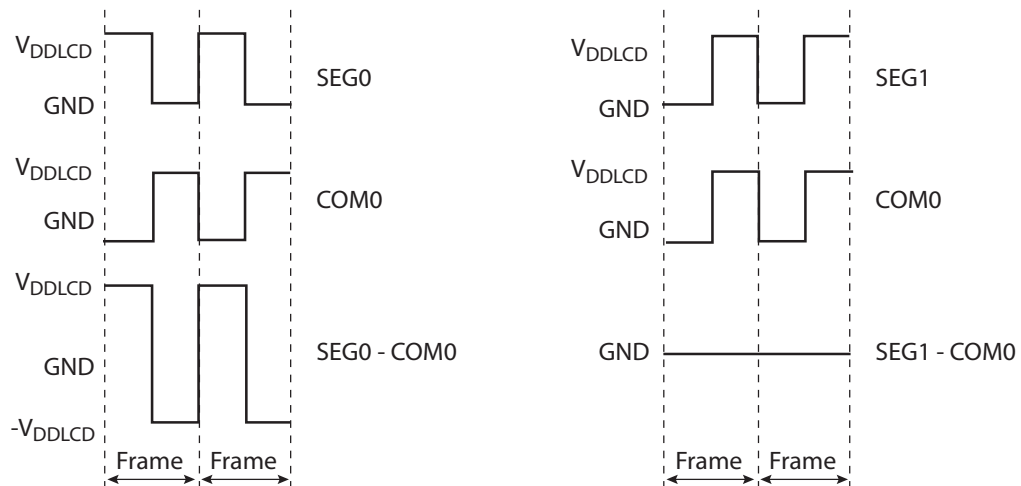 VDDLCD
GND
SEG0
VDDLCD
GND
COM0
VDDLCD
GND
-VDDLCD
SEG0 - COM0
Frame Frame
VDDLCD
GND
SEG1
VDDLCD
GND
COM0
GND
SEG1 - COM0
Frame Frame